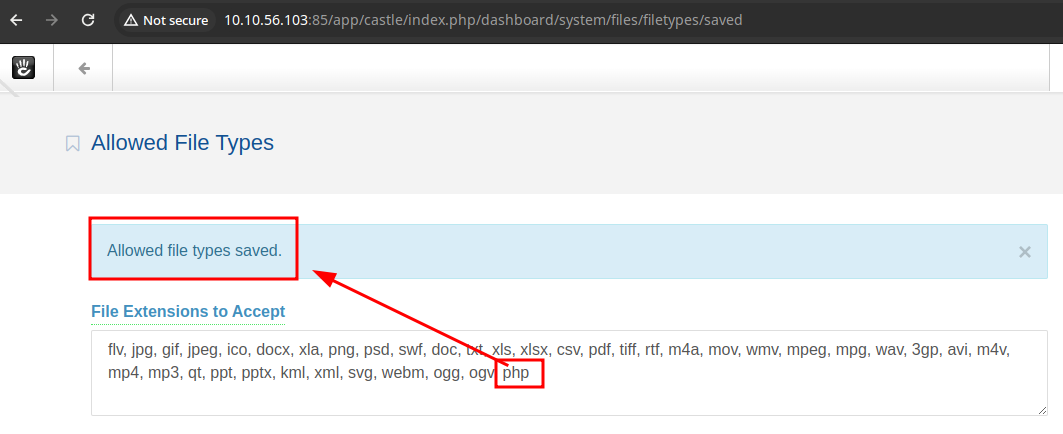 Not secure
10.10.56.103:85/app/castle/index.php/dashboard/system/files/filetypes/saved
Allowed File Types
Allowed file types saved.
×
File Extensions to Accept
flv, jpg, gif, jpeg, ico, docx, xla, png, psd, swf, doc, txt, xls, xlsx, csv, pdf, tiff, rtf, m4a, mov, wmv, mpeg, mpg, wav, 3gp, avi, m4v,
mp4, mp3, qt, ppt, pptx, kml, xml, svg, webm, ogg, ogv, php